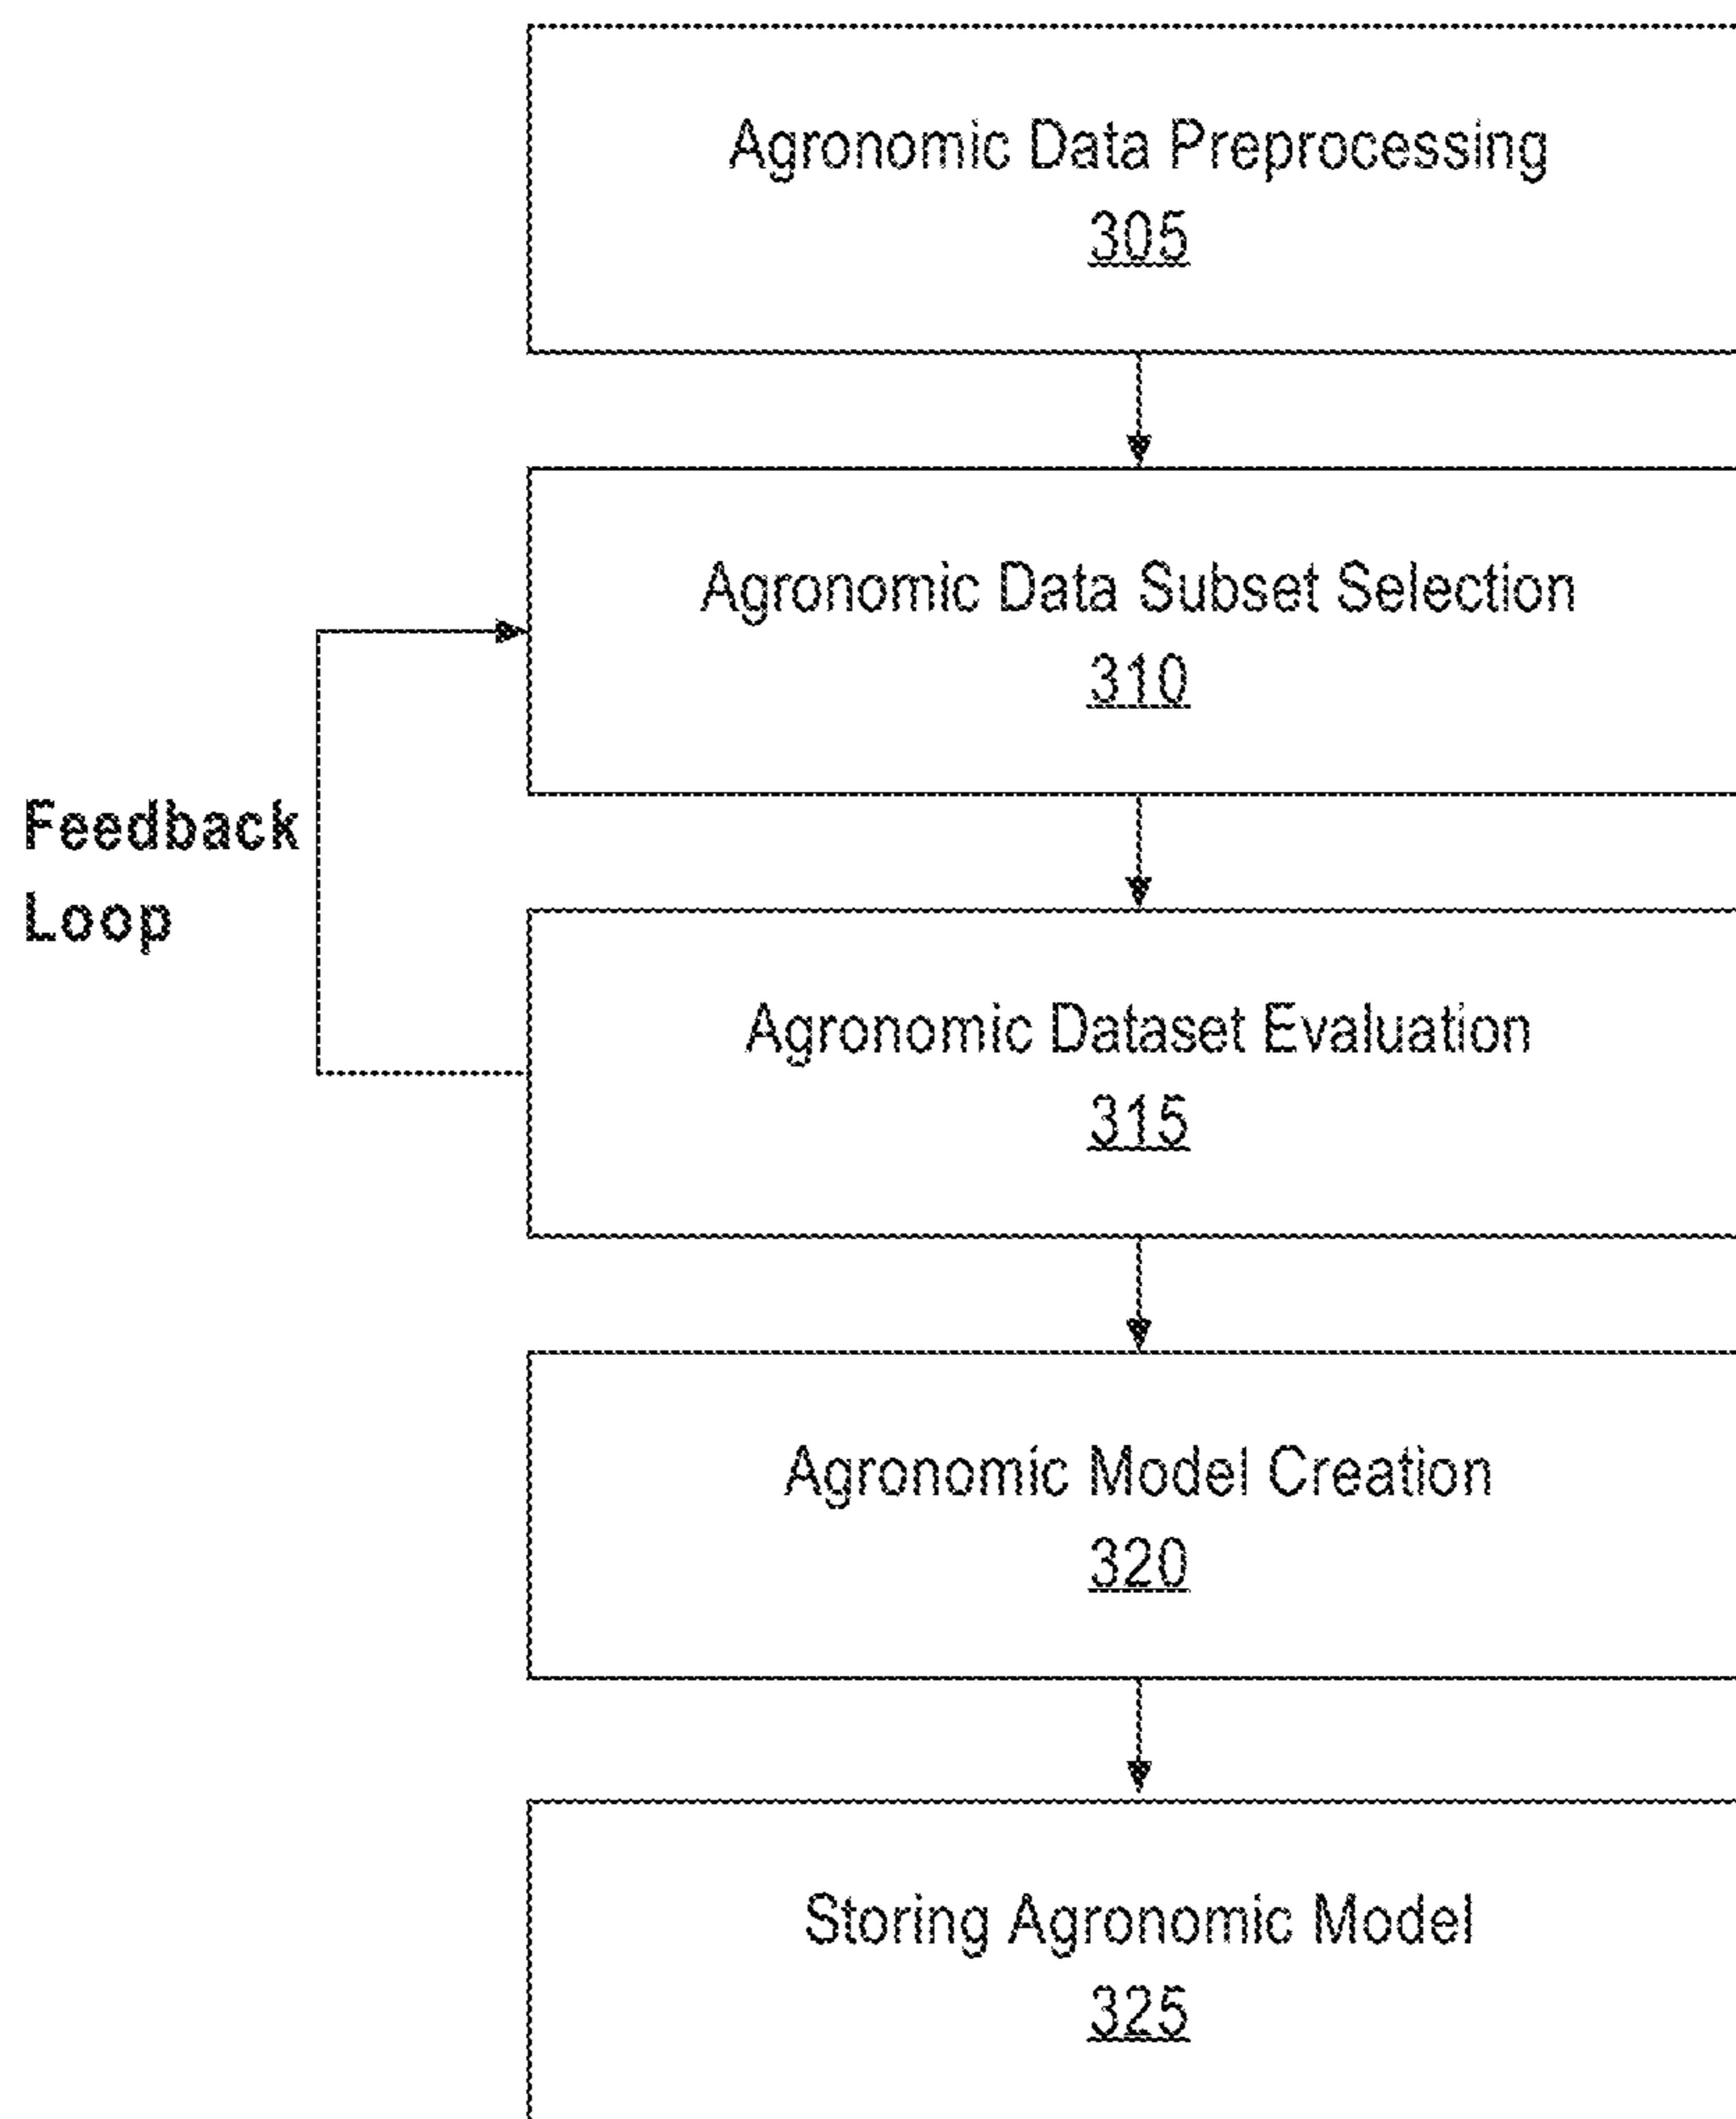 Agronomic Data Preprocessing
305
Agronomic Data Subset Selection
310
Feedback
Loop
Agronomic Dataset Evaluation
315
Agronomic Model Creation
320
Storing Agronomic Model
325